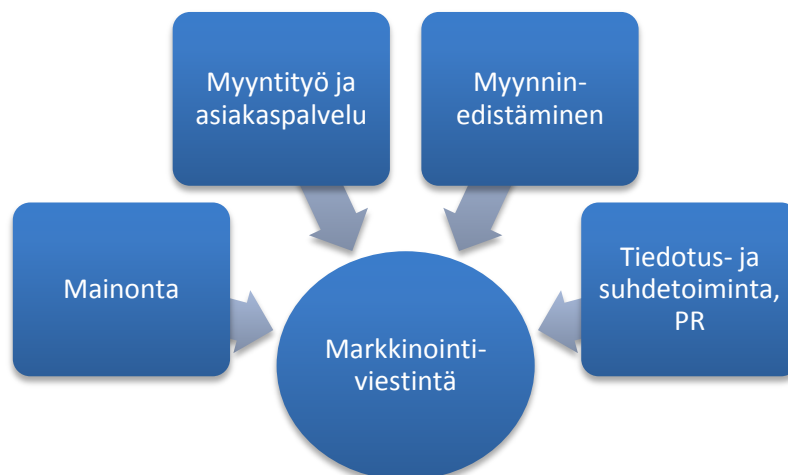 Myyntityö ja
asiakaspalvelu
Myynnin-
edistäminen
Mainonta
Tiedotus- ja
suhdetoiminta,
PR
Markkinointi-
viestintä